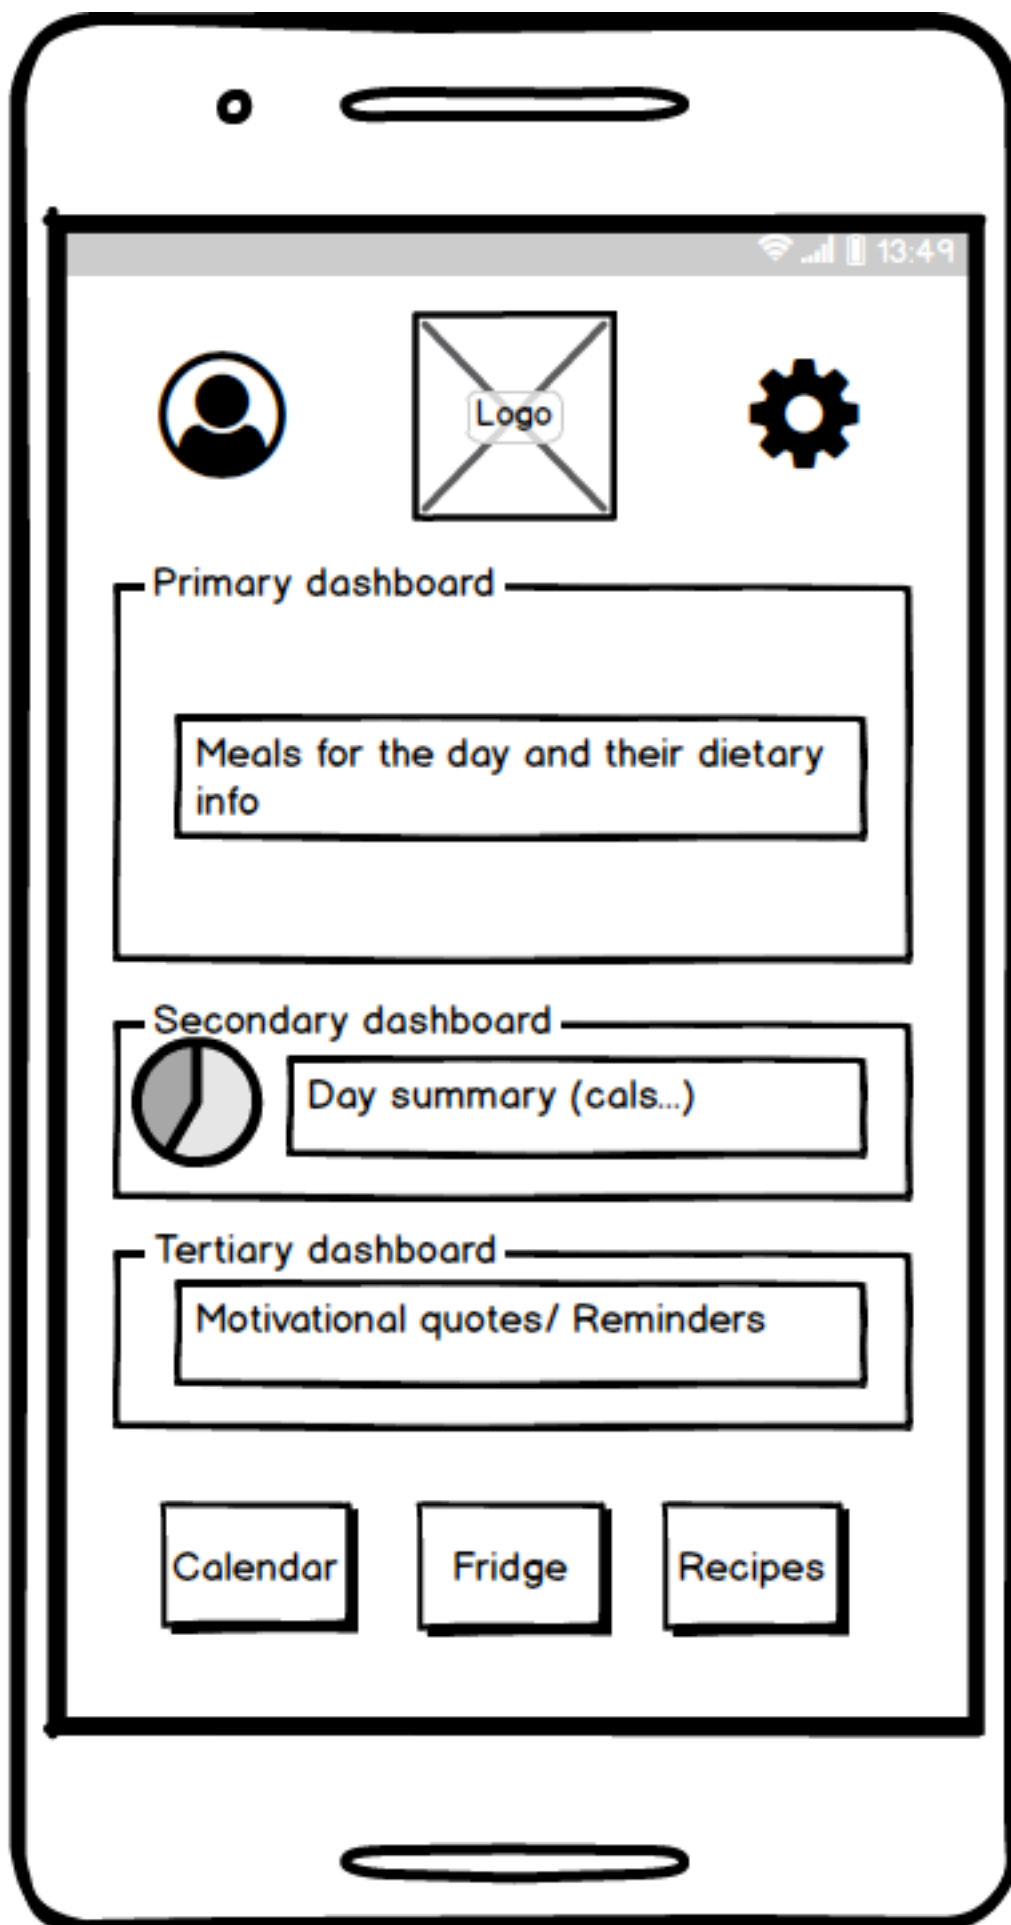 13:49
Logo
Primary dashboard
Meals for the day and their dietary
info
Secondary dashboard
Day summary (cals...)
Tertiary dashboard
Motivational quotes/ Reminders
Calendar
Fridge
Recipes